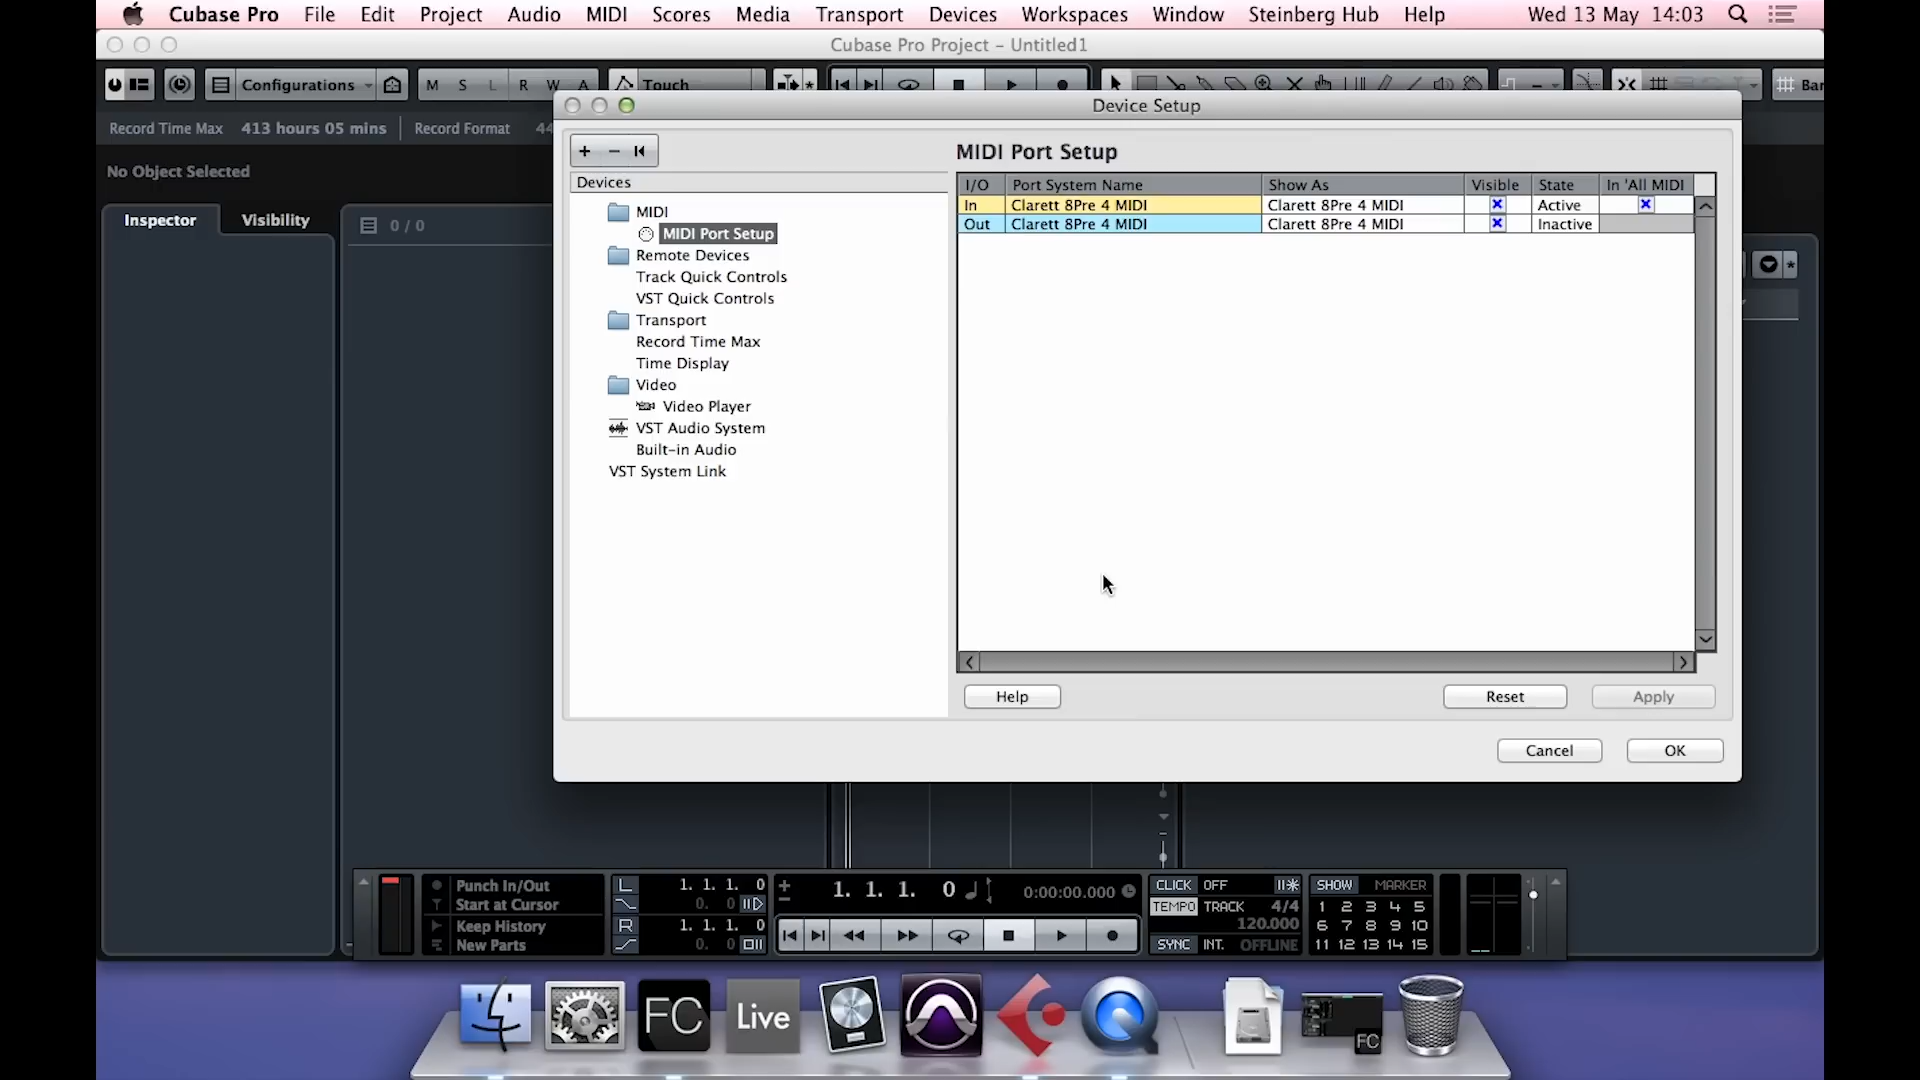 Cubase Pro File Edit Project Audio MIDI Scores Media Transport Devices Workspaces Window Steinberg Hub Help Wed 13 May 14:03
Cubase Pro Project - Untitled1
Configurations M S L R W A Touch Bar
Device Setup
Record Time Max 413 hours 05 mins Record Format 44
No Object Selected
Inspector Visibility
0 / 0
+ −
Devices
MIDI
MIDI Port Setup
Remote Devices
Track Quick Controls
VST Quick Controls
Transport
Record Time Max
Time Display
Video
Video Player
VST Audio System
Built-in Audio
VST System Link
MIDI Port Setup
I/O Port System Name Show As Visible State In 'All MIDI
In Clarett 8Pre 4 MIDI Clarett 8Pre 4 MIDI Active
Out Clarett 8Pre 4 MIDI Clarett 8Pre 4 MIDI Inactive
Help Reset Apply
Cancel OK
Punch In/Out
Start at Cursor
Keep History
New Parts
L 1. 1. 1. 0
0. 0
R 1. 1. 1. 0
0. 0
1. 1. 1. 0 0:00:00.000
CLICK OFF
TEMPO TRACK 4/4
120.000
SYNC INT. OFFLINE
SHOW MARKER
1 2 3 4 5
6 7 8 9 10
11 12 13 14 15
FC Live FC